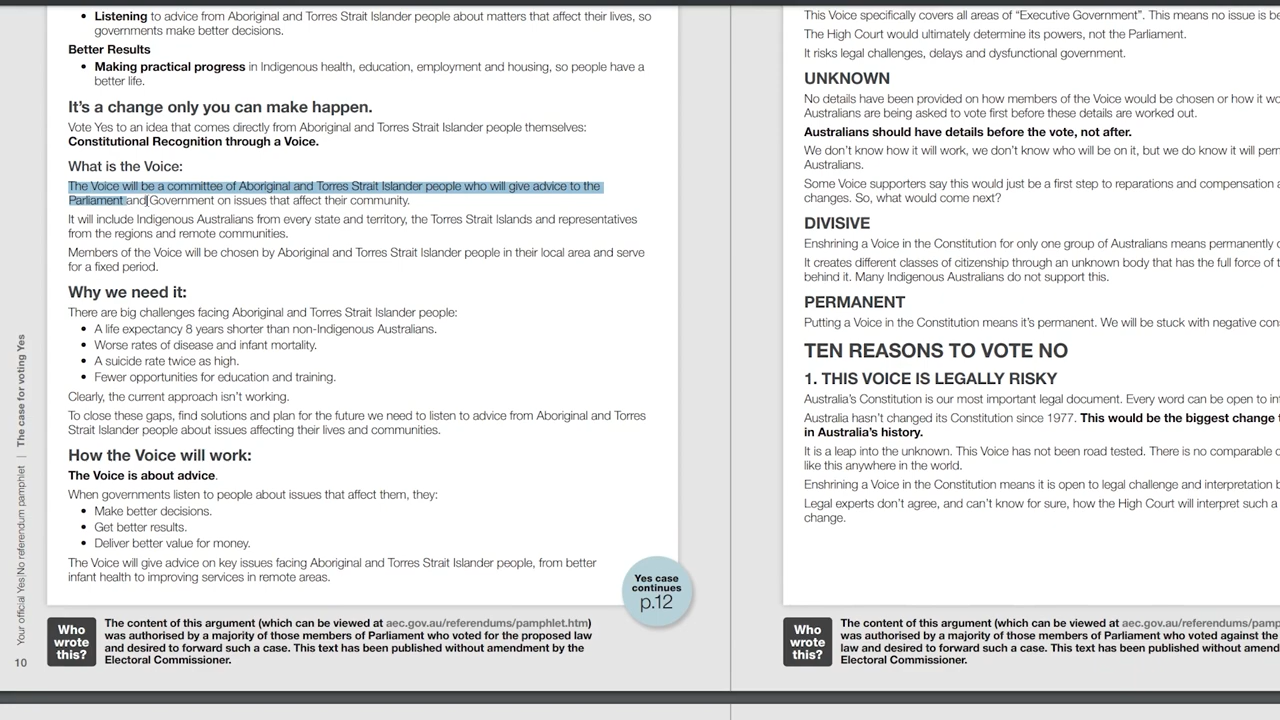 • Listening to advice from Aboriginal and Torres Strait Islander people about matters that affect their lives, so
governments make better decisions.
Better Results
• Making practical progress in Indigenous health, education, employment and housing, so people have a
better life.
It's a change only you can make happen.
Vote Yes to an idea that comes directly from Aboriginal and Torres Strait Islander people themselves:
Constitutional Recognition through a Voice.
What is the Voice:
The Voice will be a committee of Aboriginal and Torres Strait Islander people who will give advice to the
Parliament and Government on issues that affect their community.
It will include Indigenous Australians from every state and territory, the Torres Strait Islands and representatives
from the regions and remote communities.
Members of the Voice will be chosen by Aboriginal and Torres Strait Islander people in their local area and serve
for a fixed period.
Why we need it:
There are big challenges facing Aboriginal and Torres Strait Islander people:
• A life expectancy 8 years shorter than non-Indigenous Australians.
• Worse rates of disease and infant mortality.
• A suicide rate twice as high.
• Fewer opportunities for education and training.
Clearly, the current approach isn't working.
To close these gaps, find solutions and plan for the future we need to listen to advice from Aboriginal and Torres
Strait Islander people about issues affecting their lives and communities.
How the Voice will work:
The Voice is about advice.
When governments listen to people about issues that affect them, they:
• Make better decisions.
• Get better results.
• Deliver better value for money.
The Voice will give advice on key issues facing Aboriginal and Torres Strait Islander people, from better
infant health to improving services in remote areas.
Yes case
continues
p.12
Your official Yes/No referendum pamphlet | The case for voting Yes
10
Who
wrote
this?
The content of this argument (which can be viewed at aec.gov.au/referendums/pamphlet.htm)
was authorised by a majority of those members of Parliament who voted for the proposed law
and desired to forward such a case. This text has been published without amendment by the
Electoral Commissioner.
This Voice specifically covers all areas of "Executive Government". This means no issue is be
The High Court would ultimately determine its powers, not the Parliament.
It risks legal challenges, delays and dysfunctional government.
UNKNOWN
No details have been provided on how members of the Voice would be chosen or how it wo
Australians are being asked to vote first before these details are worked out.
Australians should have details before the vote, not after.
We don't know how it will work, we don't know who will be on it, but we do know it will perm
Australians.
Some Voice supporters say this would just be a first step to reparations and compensation a
changes. So, what would come next?
DIVISIVE
Enshrining a Voice in the Constitution for only one group of Australians means permanently d
It creates different classes of citizenship through an unknown body that has the full force of t
behind it. Many Indigenous Australians do not support this.
PERMANENT
Putting a Voice in the Constitution means it's permanent. We will be stuck with negative cons
TEN REASONS TO VOTE NO
1. THIS VOICE IS LEGALLY RISKY
Australia's Constitution is our most important legal document. Every word can be open to int
Australia hasn't changed its Constitution since 1977. This would be the biggest change t
in Australia's history.
It is a leap into the unknown. This Voice has not been road tested. There is no comparable c
like this anywhere in the world.
Enshrining a Voice in the Constitution means it is open to legal challenge and interpretation b
Legal experts don't agree, and can't know for sure, how the High Court will interpret such a
change.
Who
wrote
this?
The content of this argument (which can be viewed at aec.gov.au/referendums/pamp
was authorised by a majority of those members of Parliament who voted against the
law and desired to forward such a case. This text has been published without amend
Electoral Commissioner.